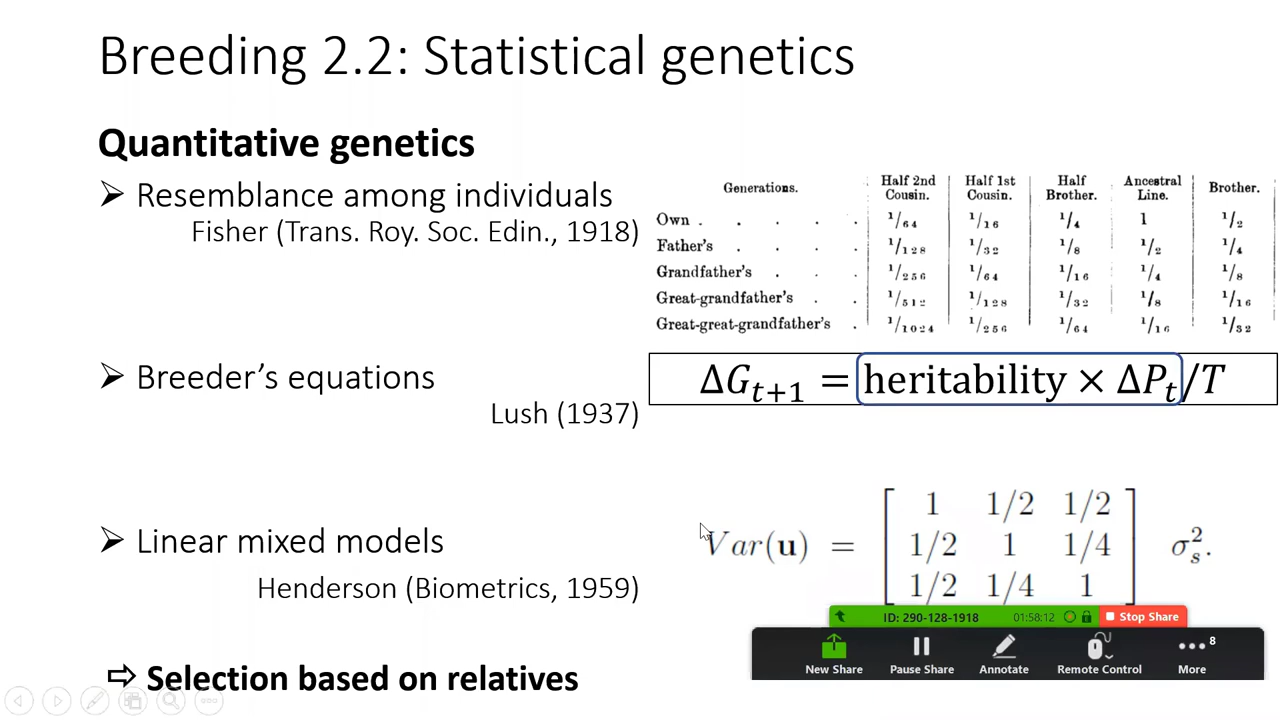 Breeding 2.2: Statistical genetics
Quantitative genetics
➢ Resemblance among individuals
Fisher (Trans. Roy. Soc. Edin., 1918)
Generations. Half 2nd Cousin. Half 1st Cousin. Half Brother. Ancestral Line. Brother.
Own . . . . . 1/64 1/16 1/4 1 1/2
Father's . . . . 1/128 1/32 1/8 1/2 1/4
Grandfather's . . . 1/256 1/64 1/16 1/4 1/8
Great-grandfather's . . 1/512 1/128 1/32 1/8 1/16
Great-great-grandfather's . 1/1024 1/256 1/64 1/16 1/32
➢ Breeder's equations
Lush (1937)
ΔG_{t+1} = heritability × ΔP_t/T
➢ Linear mixed models
Henderson (Biometrics, 1959)
Var(u) = [ 1 1/2 1/2
1/2 1 1/4
1/2 1/4 1 ] σ_s^2.
⇨ Selection based on relatives
ID: 290-128-1918 01:58:12 Stop Share
New Share Pause Share Annotate Remote Control More 8